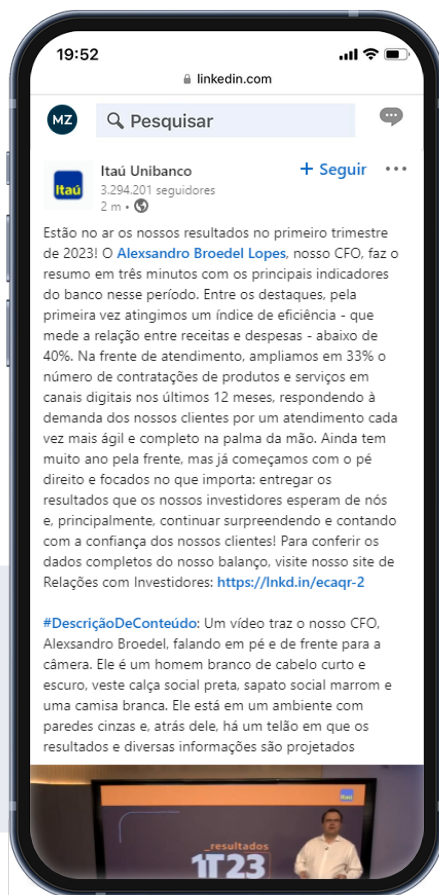 19:52
linkedin.com
MZ
Pesquisar
Itaú
Itaú Unibanco
+ Seguir
3.294.201 seguidores
2 m •
Estão no ar os nossos resultados no primeiro trimestre
de 2023! O Alexsandro Broedel Lopes, nosso CFO, faz o
resumo em três minutos com os principais indicadores
do banco nesse período. Entre os destaques, pela
primeira vez atingimos um índice de eficiência - que
mede a relação entre receitas e despesas - abaixo de
40%. Na frente de atendimento, ampliamos em 33% o
número de contratações de produtos e serviços em
canais digitais nos últimos 12 meses, respondendo à
demanda dos nossos clientes por um atendimento cada
vez mais ágil e completo na palma da mão. Ainda tem
muito ano pela frente, mas já começamos com o pé
direito e focados no que importa: entregar os
resultados que os nossos investidores esperam de nós
e, principalmente, continuar surpreendendo e contando
com a confiança dos nossos clientes! Para conferir os
dados completos do nosso balanço, visite nosso site de
Relações com Investidores: https://lnkd.in/ecaqr-2
#DescriçãoDeConteúdo: Um vídeo traz o nosso CFO,
Alexsandro Broedel, falando em pé e de frente para a
câmera. Ele é um homem branco de cabelo curto e
escuro, veste calça social preta, sapato social marrom e
uma camisa branca. Ele está em um ambiente com
paredes cinzas e, atrás dele, há um telão em que os
resultados e diversas informações são projetados
_resultados
1T23